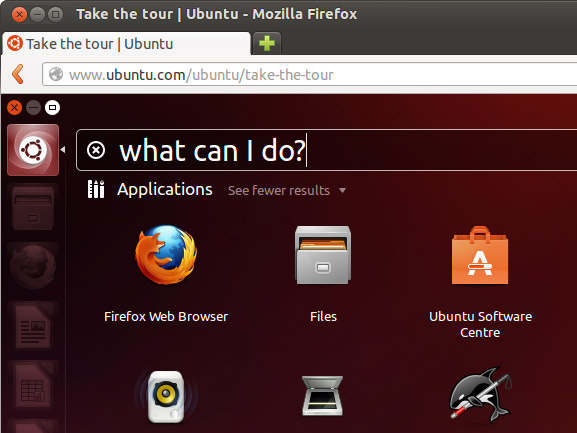 Take the tour | Ubuntu - Mozilla Firefox
Take the tour | Ubuntu
www.ubuntu.com/ubuntu/take-the-tour
what can I do?
Applications See fewer results
Firefox Web Browser
Files
Ubuntu Software
Centre